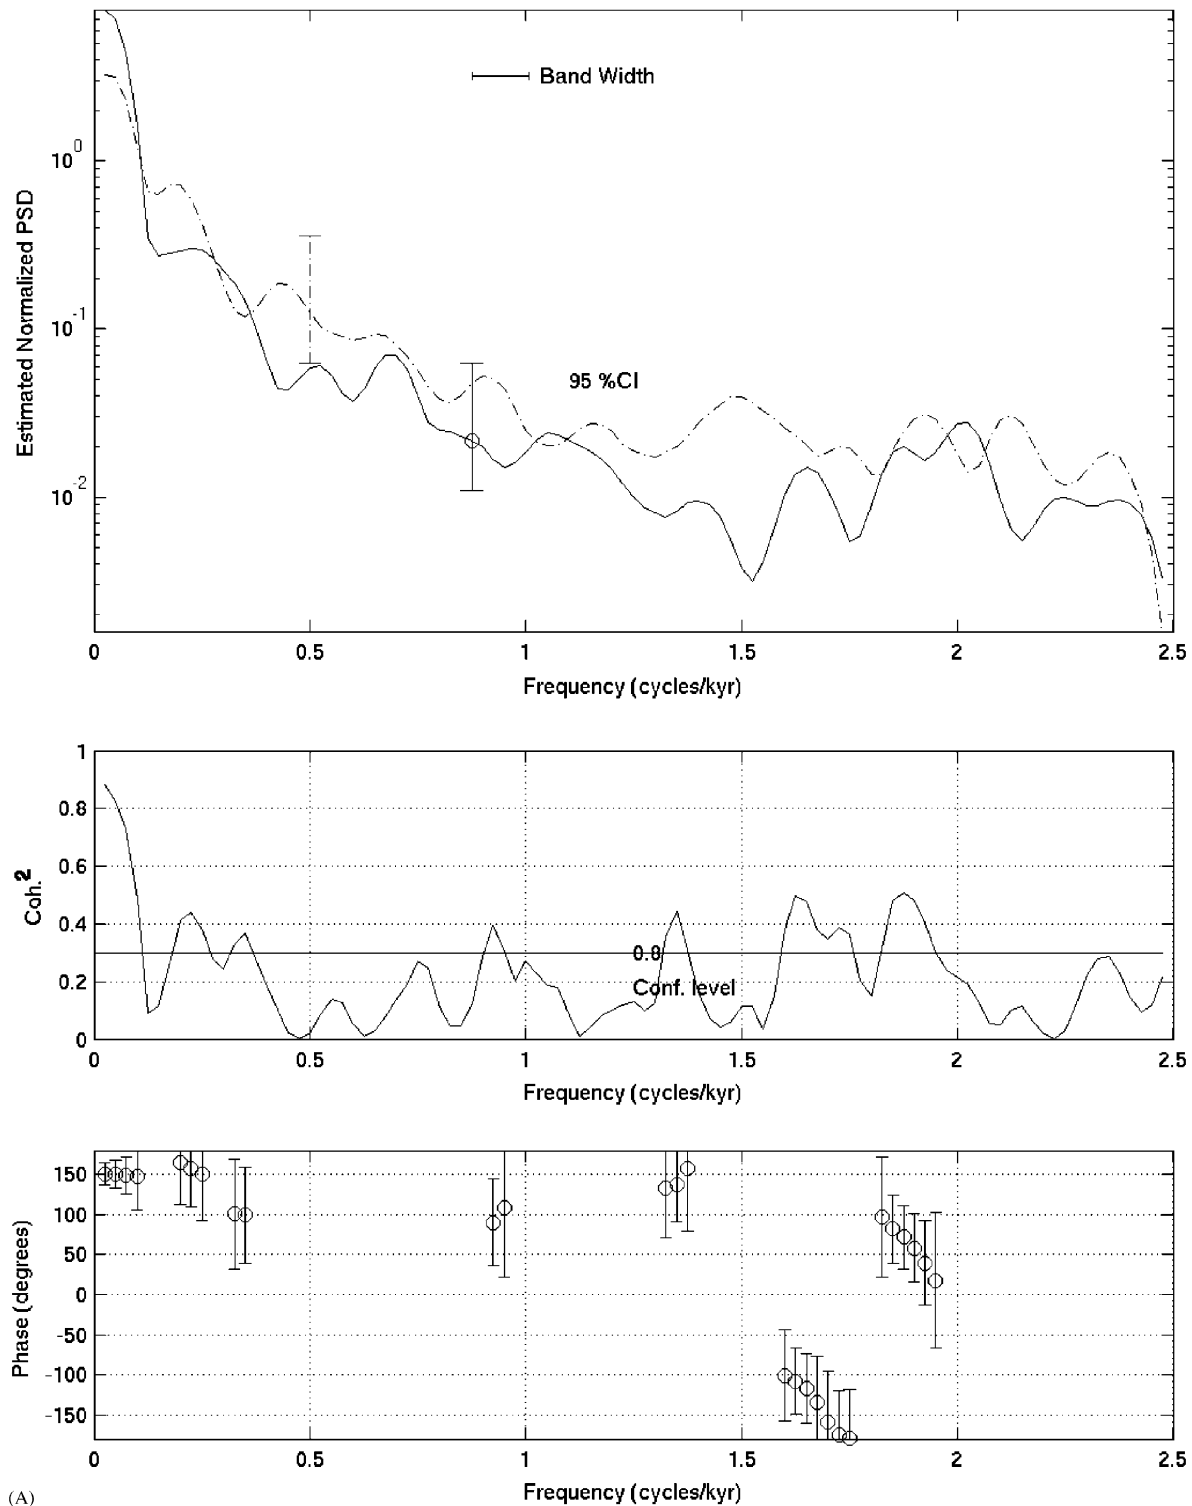 Band Width
10^0
10^-1
10^-2
95 %CI
Estimated Normalized PSD
0 0.5 1 1.5 2 2.5
Frequency (cycles/kyr)
1
0.8
0.6
0.4
0.2
0
Coh.^2
0.8
Conf. level
0 0.5 1 1.5 2 2.5
Frequency (cycles/kyr)
150
100
50
0
-50
-100
-150
Phase (degrees)
0 0.5 1 1.5 2 2.5
Frequency (cycles/kyr)
(A)